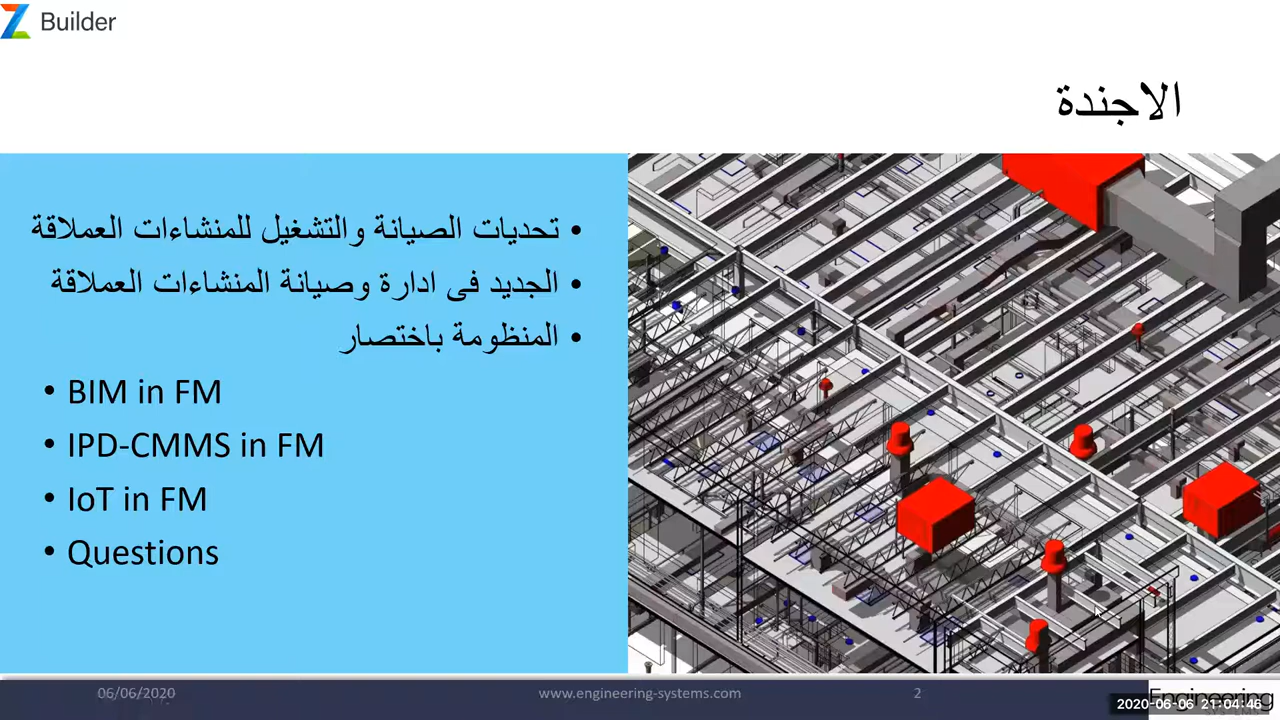 Builder
الاجندة
• تحديات الصيانة والتشغيل للمنشاءات العملاقة
• الجديد فى ادارة وصيانة المنشاءات العملاقة
• المنظومة باختصار
• BIM in FM
• IPD-CMMS in FM
• IoT in FM
• Questions
06/06/2020
www.engineering-systems.com
2
Engineering
SYSTEMS
2020-06-06 21:04:46